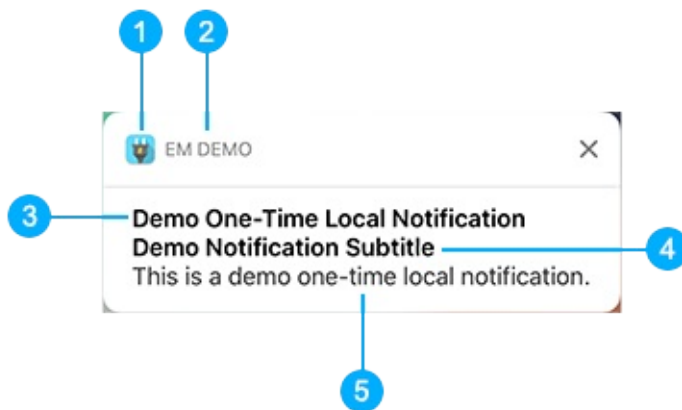 1 2
EM DEMO
3
Demo One-Time Local Notification
Demo Notification Subtitle
4
This is a demo one-time local notification.
5